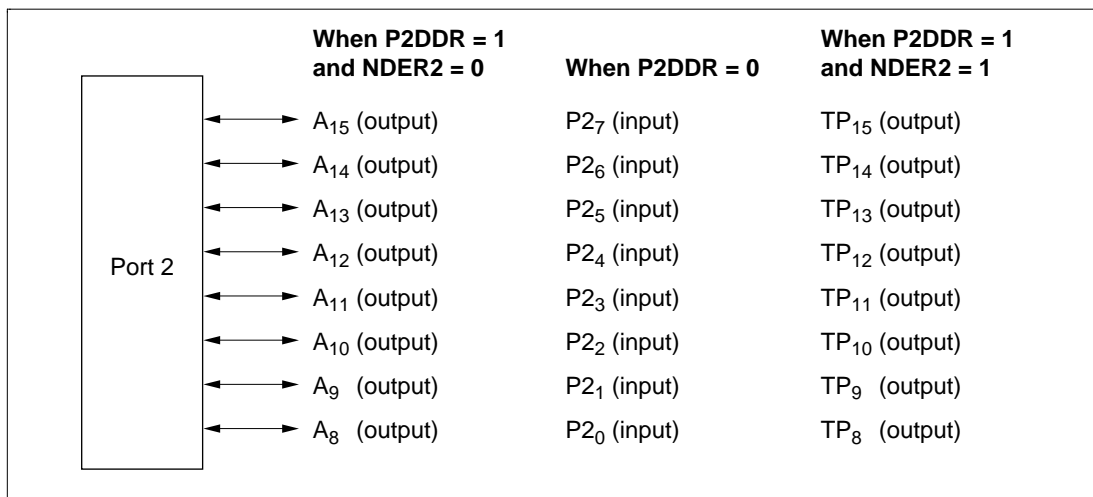 When P2DDR = 1 and NDER2 = 0
When P2DDR = 0
When P2DDR = 1 and NDER2 = 1
Port 2
A15 (output) P27 (input) TP15 (output)
A14 (output) P26 (input) TP14 (output)
A13 (output) P25 (input) TP13 (output)
A12 (output) P24 (input) TP12 (output)
A11 (output) P23 (input) TP11 (output)
A10 (output) P22 (input) TP10 (output)
A9 (output) P21 (input) TP9 (output)
A8 (output) P20 (input) TP8 (output)